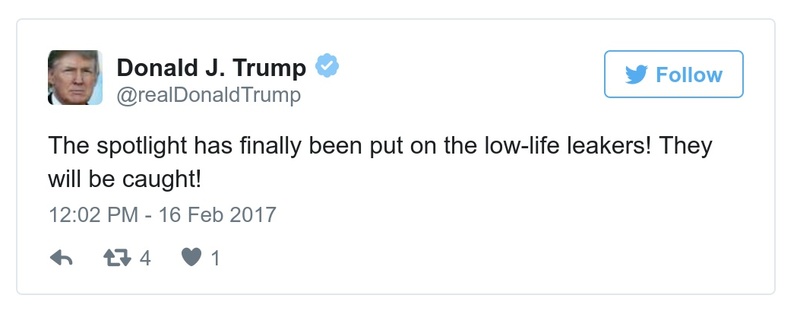 Donald J. Trump
@realDonaldTrump
Follow
The spotlight has finally been put on the low-life leakers! They
will be caught!
12:02 PM - 16 Feb 2017
4 1